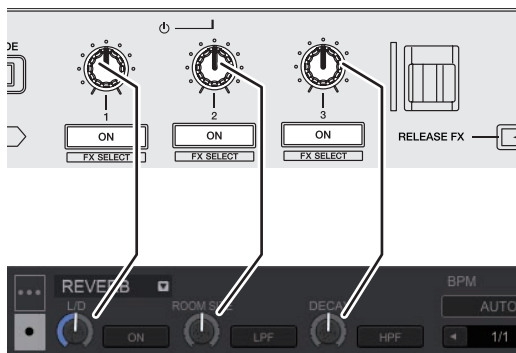 DE
1
2
3
ON
ON
ON
FX SELECT
FX SELECT
FX SELECT
RELEASE FX
REVERB
BPM
L/D
ROOM SIZE
DECAY
AUTO
ON
LPF
HPF
1/1